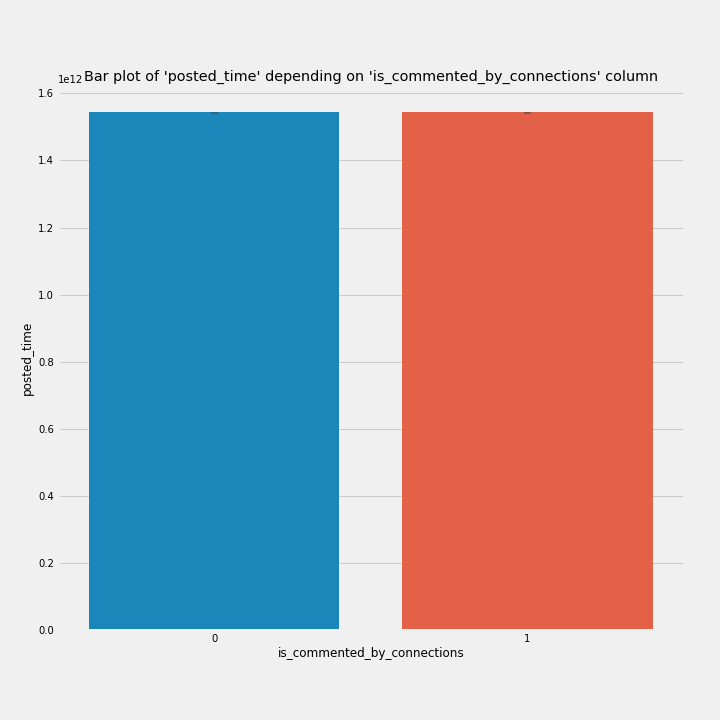 Bar plot of 'posted_time' depending on 'is_commented_by_connections' column
1e12
1.6
1.4
1.2
1.0
0.8
0.6
0.4
0.2
0.0
posted_time
0
1
is_commented_by_connections